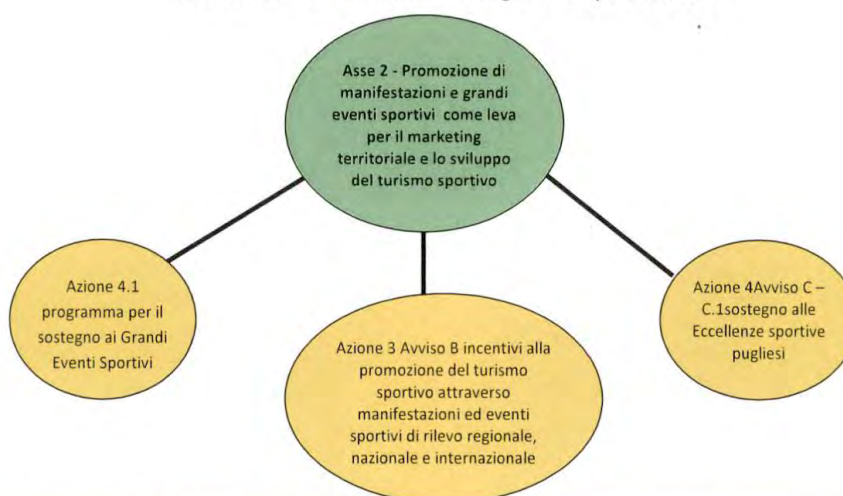 Asse 2 - Promozione di
manifestazioni e grandi
eventi sportivi come leva
per il marketing
territoriale e lo sviluppo
del turismo sportivo
Azione 4.1
programma per il
sostegno ai Grandi
Eventi Sportivi
Azione 3 Avviso B incentivi alla
promozione del turismo
sportivo attraverso
manifestazioni ed eventi
sportivi di rilevo regionale,
nazionale e internazionale
Azione 4Avviso C –
C.1sostegno alle
Eccellenze sportive
pugliesi